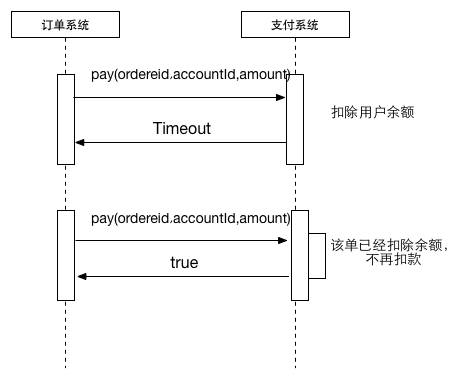 订单系统
支付系统
pay(ordereid,accountId,amount)
扣除用户余额
Timeout
pay(ordereid,accountId,amount)
该单已经扣除余额，
不再扣款
true